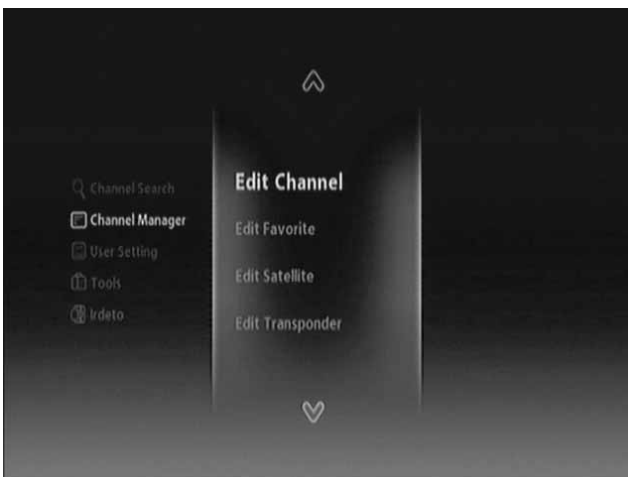 Channel Search
Channel Manager
User Setting
Tools
Irdeto
Edit Channel
Edit Favorite
Edit Satellite
Edit Transponder